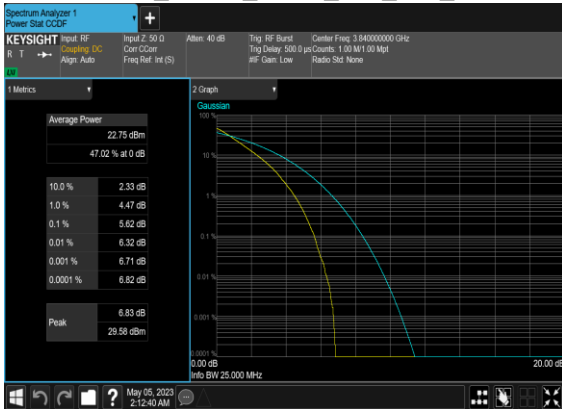 Spectrum Analyzer 1
Power Stat CCDF
KEYSIGHT
R T
LXI
Input: RF
Coupling: DC
Align: Auto
Input Z: 50 Ω
Corr CCorr
Freq Ref: Int (S)
Atten: 40 dB
Trig: RF Burst
Trig Delay: 500.0 µs
#IF Gain: Low
Center Freq: 3.840000000 GHz
Counts: 1.00 M/1.00 Mpt
Radio Std: None
1 Metrics
Average Power
22.75 dBm
47.02 % at 0 dB
10.0 % 2.33 dB
1.0 % 4.47 dB
0.1 % 5.62 dB
0.01 % 6.32 dB
0.001 % 6.71 dB
0.0001 % 6.82 dB
Peak
6.83 dB
29.58 dBm
2 Graph
Gaussian
100 %
10 %
1 %
0.1 %
0.01 %
0.001 %
0.0001 %
0.00 dB 20.00 dB
Info BW 25.000 MHz
May 05, 2023
2:12:40 AM